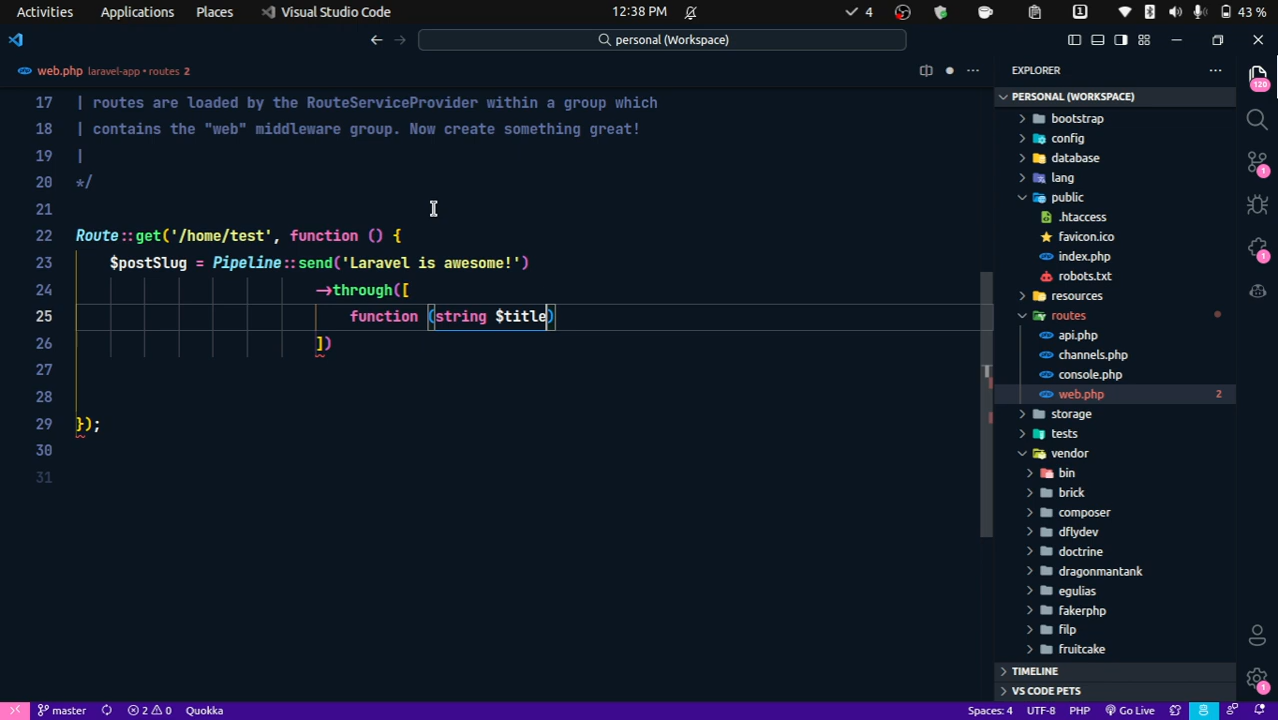 Activities Applications Places Visual Studio Code 12:38 PM 4 1 43 %
personal (Workspace)
web.php laravel-app • routes 2
17 | routes are loaded by the RouteServiceProvider within a group which
18 | contains the "web" middleware group. Now create something great!
19 |
20 */
21
22 Route::get('/home/test', function () {
23 $postSlug = Pipeline::send('Laravel is awesome!')
24 ->through([
25 function (string $title)
26 ])
27
28
29 });
30
31
EXPLORER
PERSONAL (WORKSPACE)
bootstrap
config
database
lang
public
.htaccess
favicon.ico
index.php
robots.txt
resources
routes
api.php
channels.php
console.php
web.php 2
storage
tests
vendor
bin
brick
composer
dflydev
doctrine
dragonmantank
egulias
fakerphp
filp
fruitcake
TIMELINE
VS CODE PETS
120
1
1
1
master 2 0 Quokka Spaces: 4 UTF-8 PHP Go Live